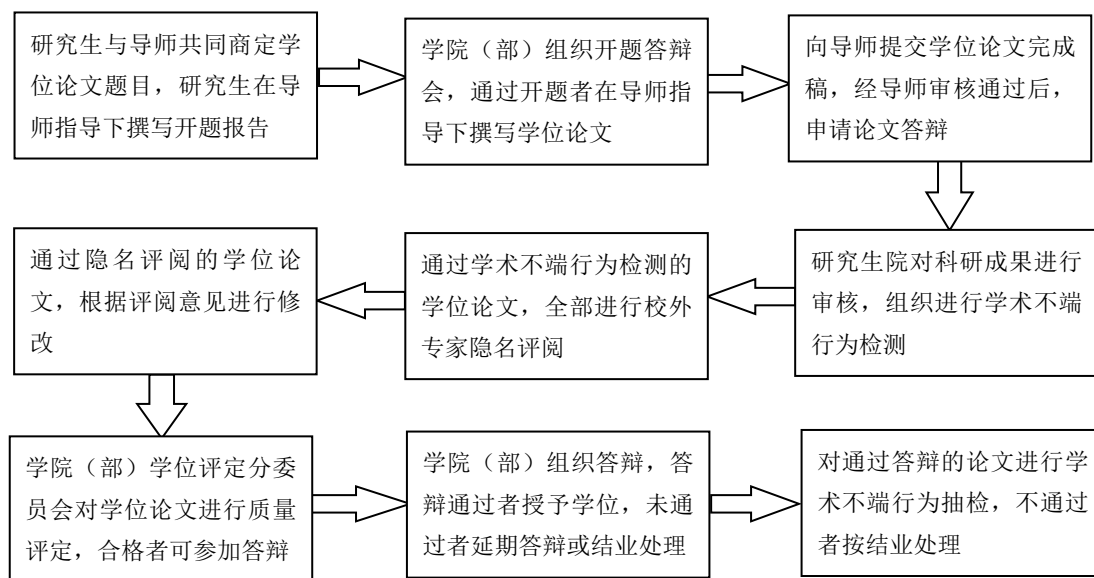 研究生与导师共同商定学
位论文题目，研究生在导
师指导下撰写开题报告
学院（部）组织开题答辩
会，通过开题者在导师指
导下撰写学位论文
向导师提交学位论文完成
稿，经导师审核通过后，
申请论文答辩
研究生院对科研成果进行
审核，组织进行学术不端
行为检测
通过学术不端行为检测的
学位论文，全部进行校外
专家隐名评阅
通过隐名评阅的学位论
文，根据评阅意见进行修
改
学院（部）学位评定分委
员会对学位论文进行质量
评定，合格者可参加答辩
学院（部）组织答辩，答
辩通过者授予学位，未通
过者延期答辩或结业处理
对通过答辩的论文进行学
术不端行为抽检，不通过
者按结业处理